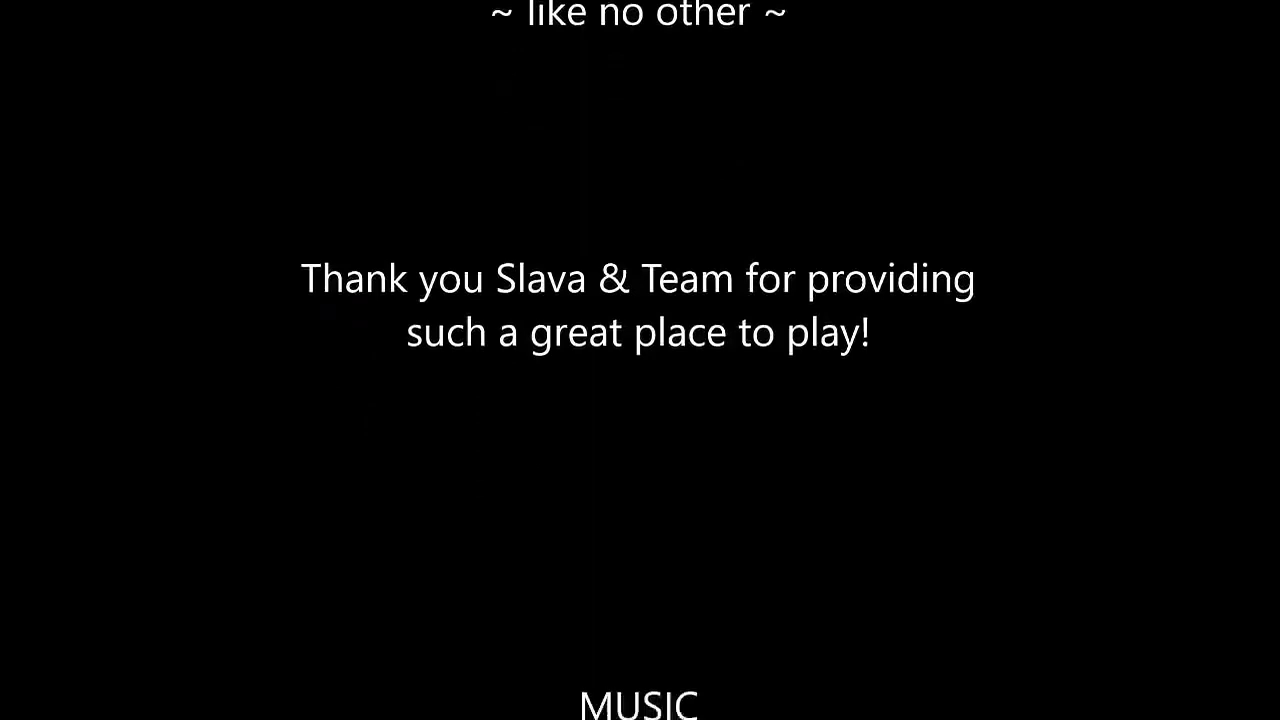 ~ like no other ~
Thank you Slava & Team for providing
such a great place to play!
MUSIC